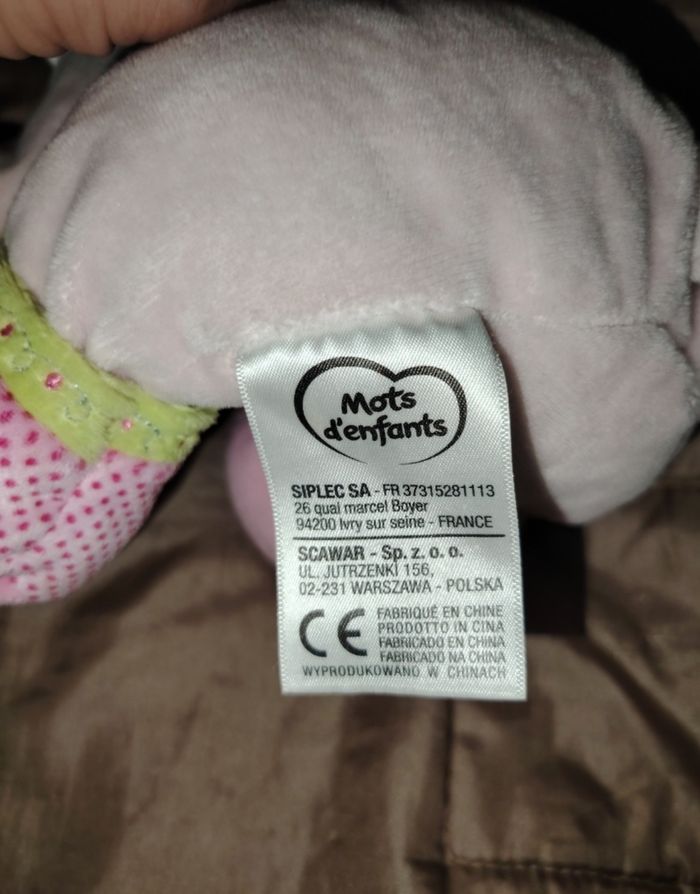 Mots
d'enfants
SIPLEC SA - FR 37315281113
26 quai marcel Boyer
94200 Ivry sur seine - FRANCE
SCAWAR - Sp. z. o. o.
UL. JUTRZENKI 156,
02-231 WARSZAWA - POLSKA
CE
FABRIQUÉ EN CHINE
PRODOTTO IN CINA
FABRICADO EN CHINA
FABRICADO NA CHINA
WYPRODUKOWANO W CHINACH